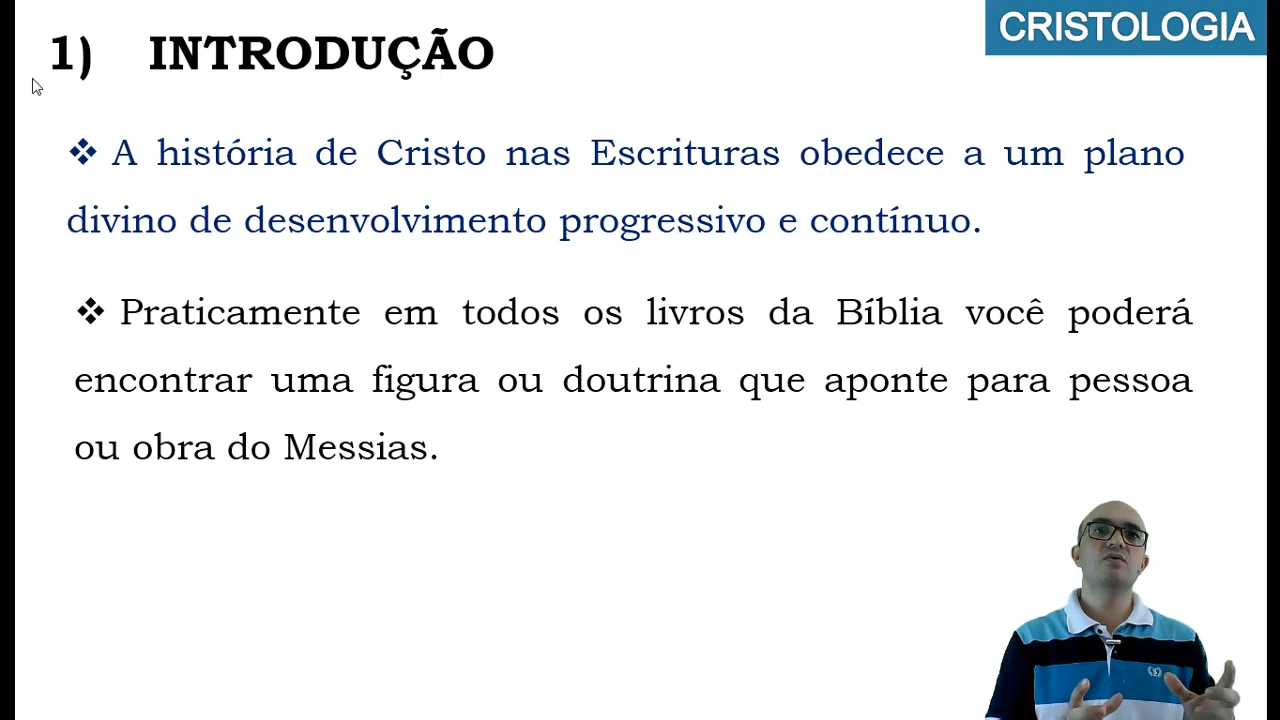 CRISTOLOGIA
1) INTRODUÇÃO
❖ A história de Cristo nas Escrituras obedece a um plano
divino de desenvolvimento progressivo e contínuo.
❖ Praticamente em todos os livros da Bíblia você poderá
encontrar uma figura ou doutrina que aponte para pessoa
ou obra do Messias.